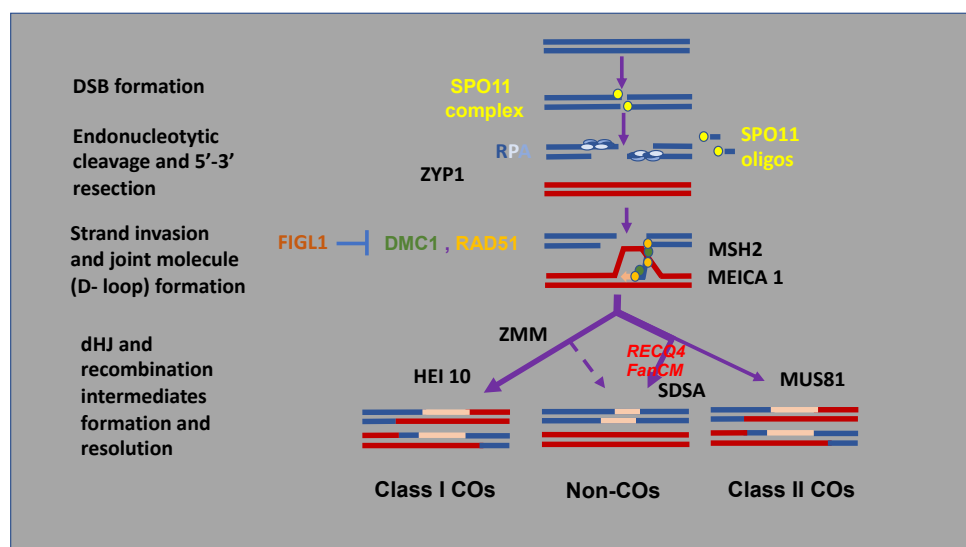 DSB formation
SPO11
complex
Endonucleotytic
cleavage and 5’-3’
resection
RPA
SPO11
oligos
ZYP1
Strand invasion
and joint molecule
(D- loop) formation
FIGL1
DMC1 , RAD51
MSH2
MEICA 1
dHJ and
recombination
intermediates
formation and
resolution
ZMM
HEI 10
RECQ4
FanCM
SDSA
MUS81
Class I COs
Non-COs
Class II COs